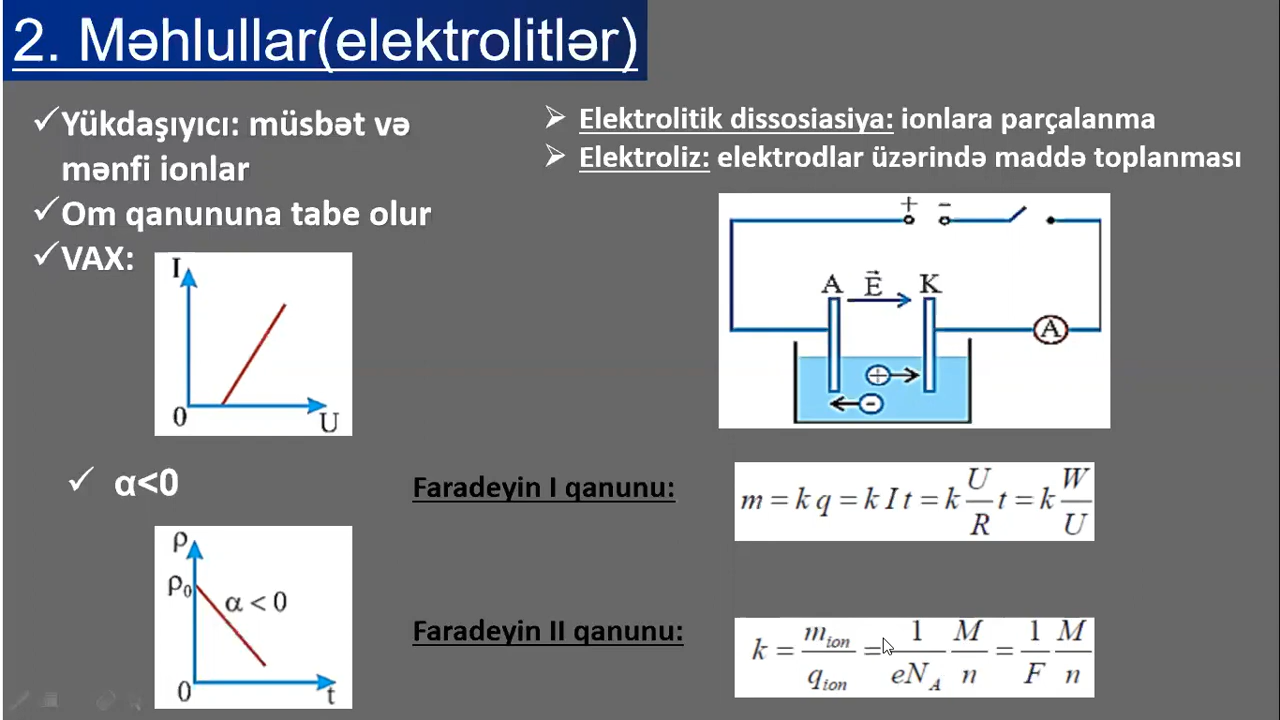 2. Məhlullar(elektrolitlər)
✓ Yükdaşıyıcı: müsbət və
mənfi ionlar
✓ Om qanununa tabe olur
✓ VAX:
I
0
U
✓ α<0
ρ
ρ₀
α < 0
0
t
➢ Elektrolitik dissosiasiya: ionlara parçalanma
➢ Elektroliz: elektrodlar üzərində maddə toplanması
+ −
A E⃗ K
A
+
-
Faradeyin I qanunu:
m = k q = k I t = k U/R t = k W/U
Faradeyin II qanunu:
k = m_ion/q_ion = 1/eN_A M/n = 1/F M/n